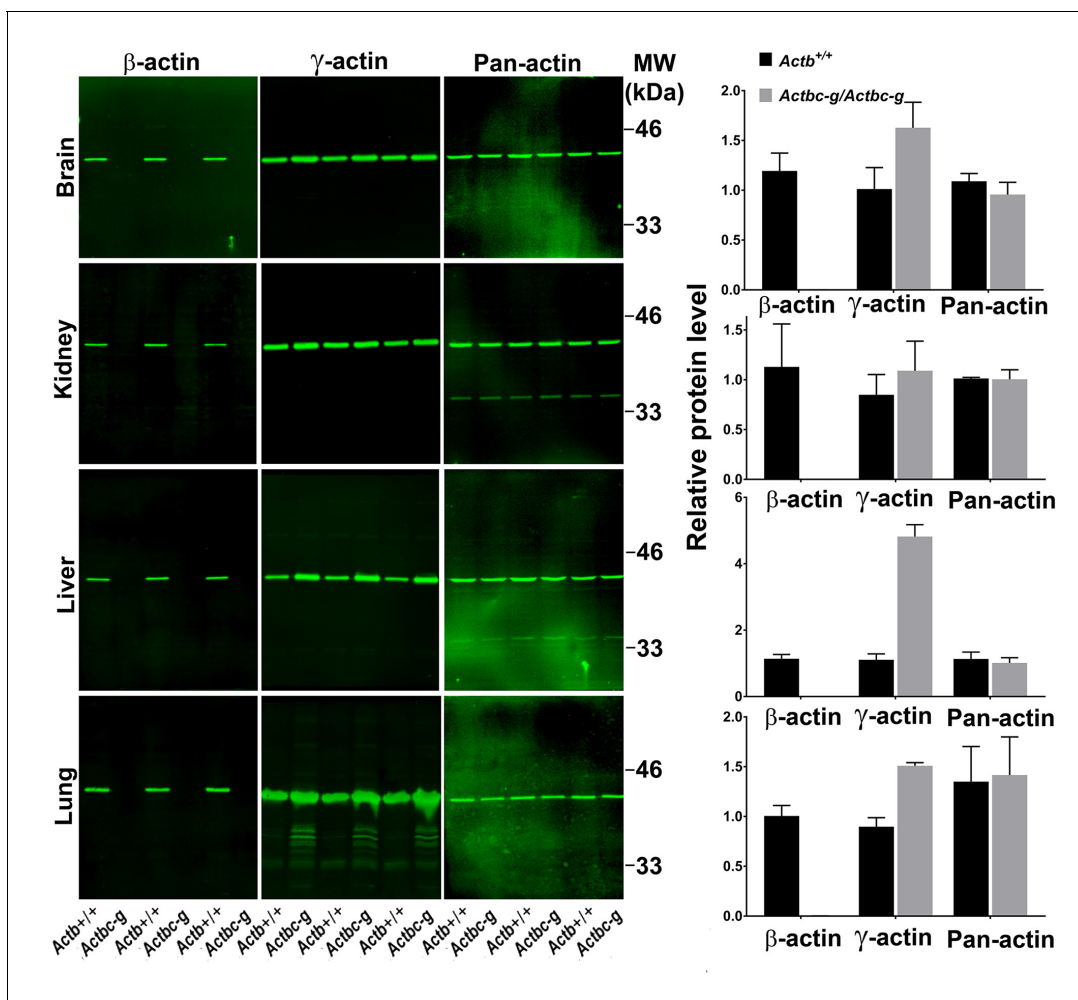 β-actin γ-actin Pan-actin MW
(kDa)
Brain
-46
-33
Kidney
-46
-33
Liver
-46
-33
Lung
-46
-33
Actb+/+ Actbc-g Actb+/+ Actbc-g Actb+/+ Actbc-g Actb+/+ Actbc-g Actb+/+ Actbc-g Actb+/+ Actbc-g Actb+/+ Actbc-g Actb+/+ Actbc-g Actb+/+ Actbc-g
Actb+/+
Actbc-g/Actbc-g
Relative protein level
2.0
1.5
1.0
0.5
0.0
β-actin γ-actin Pan-actin
1.5
1.0
0.5
0.0
β-actin γ-actin Pan-actin
6
4
2
0
β-actin γ-actin Pan-actin
2.0
1.5
1.0
0.5
0.0
β-actin γ-actin Pan-actin